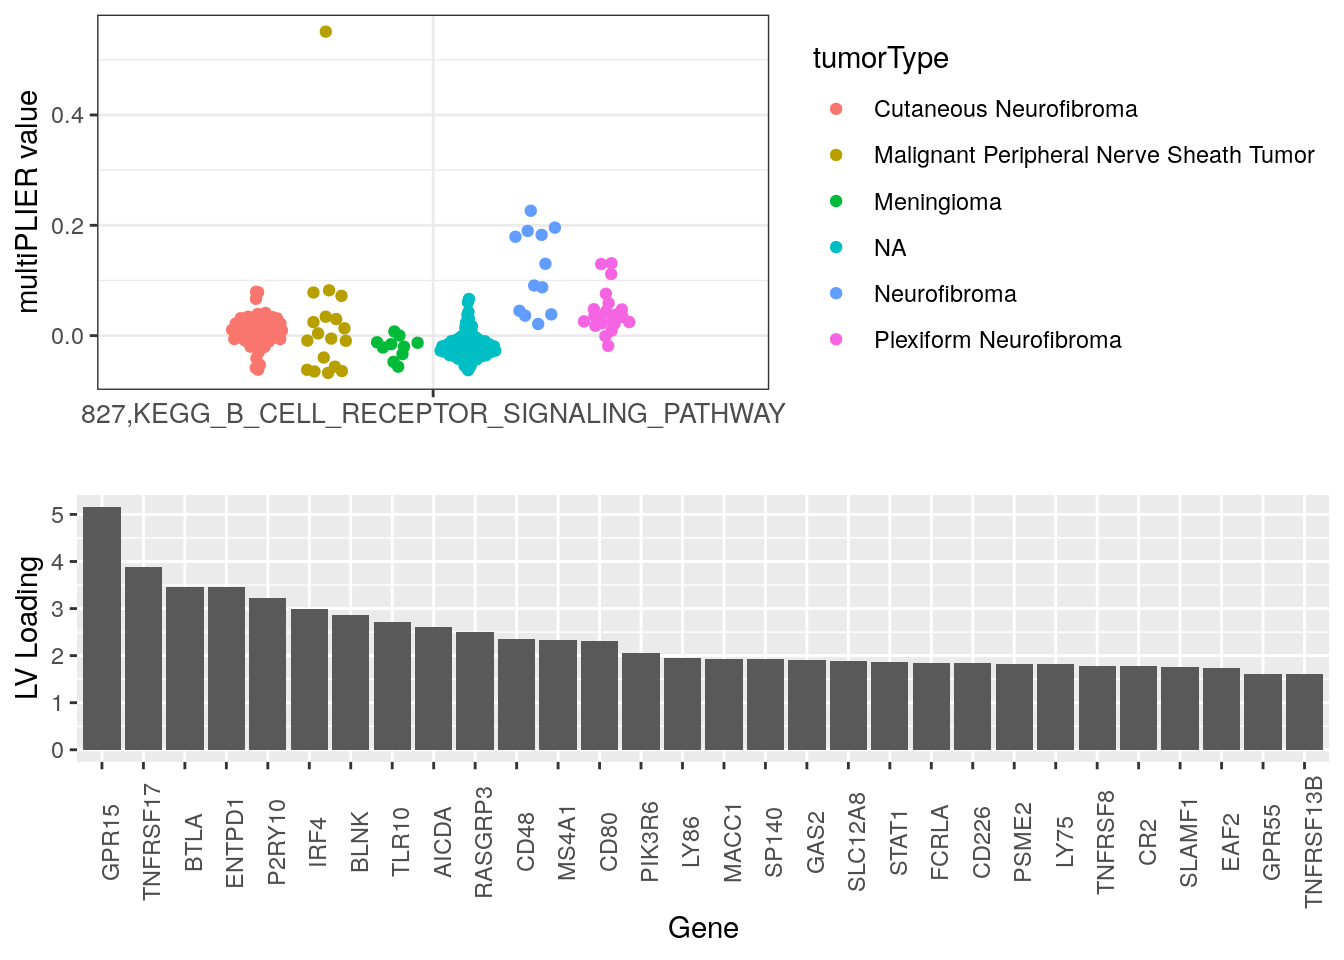 multiPLIER value
0.4
0.2
0.0
827,KEGG_B_CELL_RECEPTOR_SIGNALING_PATHWAY
tumorType
Cutaneous Neurofibroma
Malignant Peripheral Nerve Sheath Tumor
Meningioma
NA
Neurofibroma
Plexiform Neurofibroma
LV Loading
5
4
3
2
1
0
GPR15
TNFRSF17
BTLA
ENTPD1
P2RY10
IRF4
BLNK
TLR10
AICDA
RASGRP3
CD48
MS4A1
CD80
PIK3R6
LY86
MACC1
SP140
GAS2
SLC12A8
STAT1
FCRLA
CD226
PSME2
LY75
TNFRSF8
CR2
SLAMF1
EAF2
GPR55
TNFRSF13B
Gene